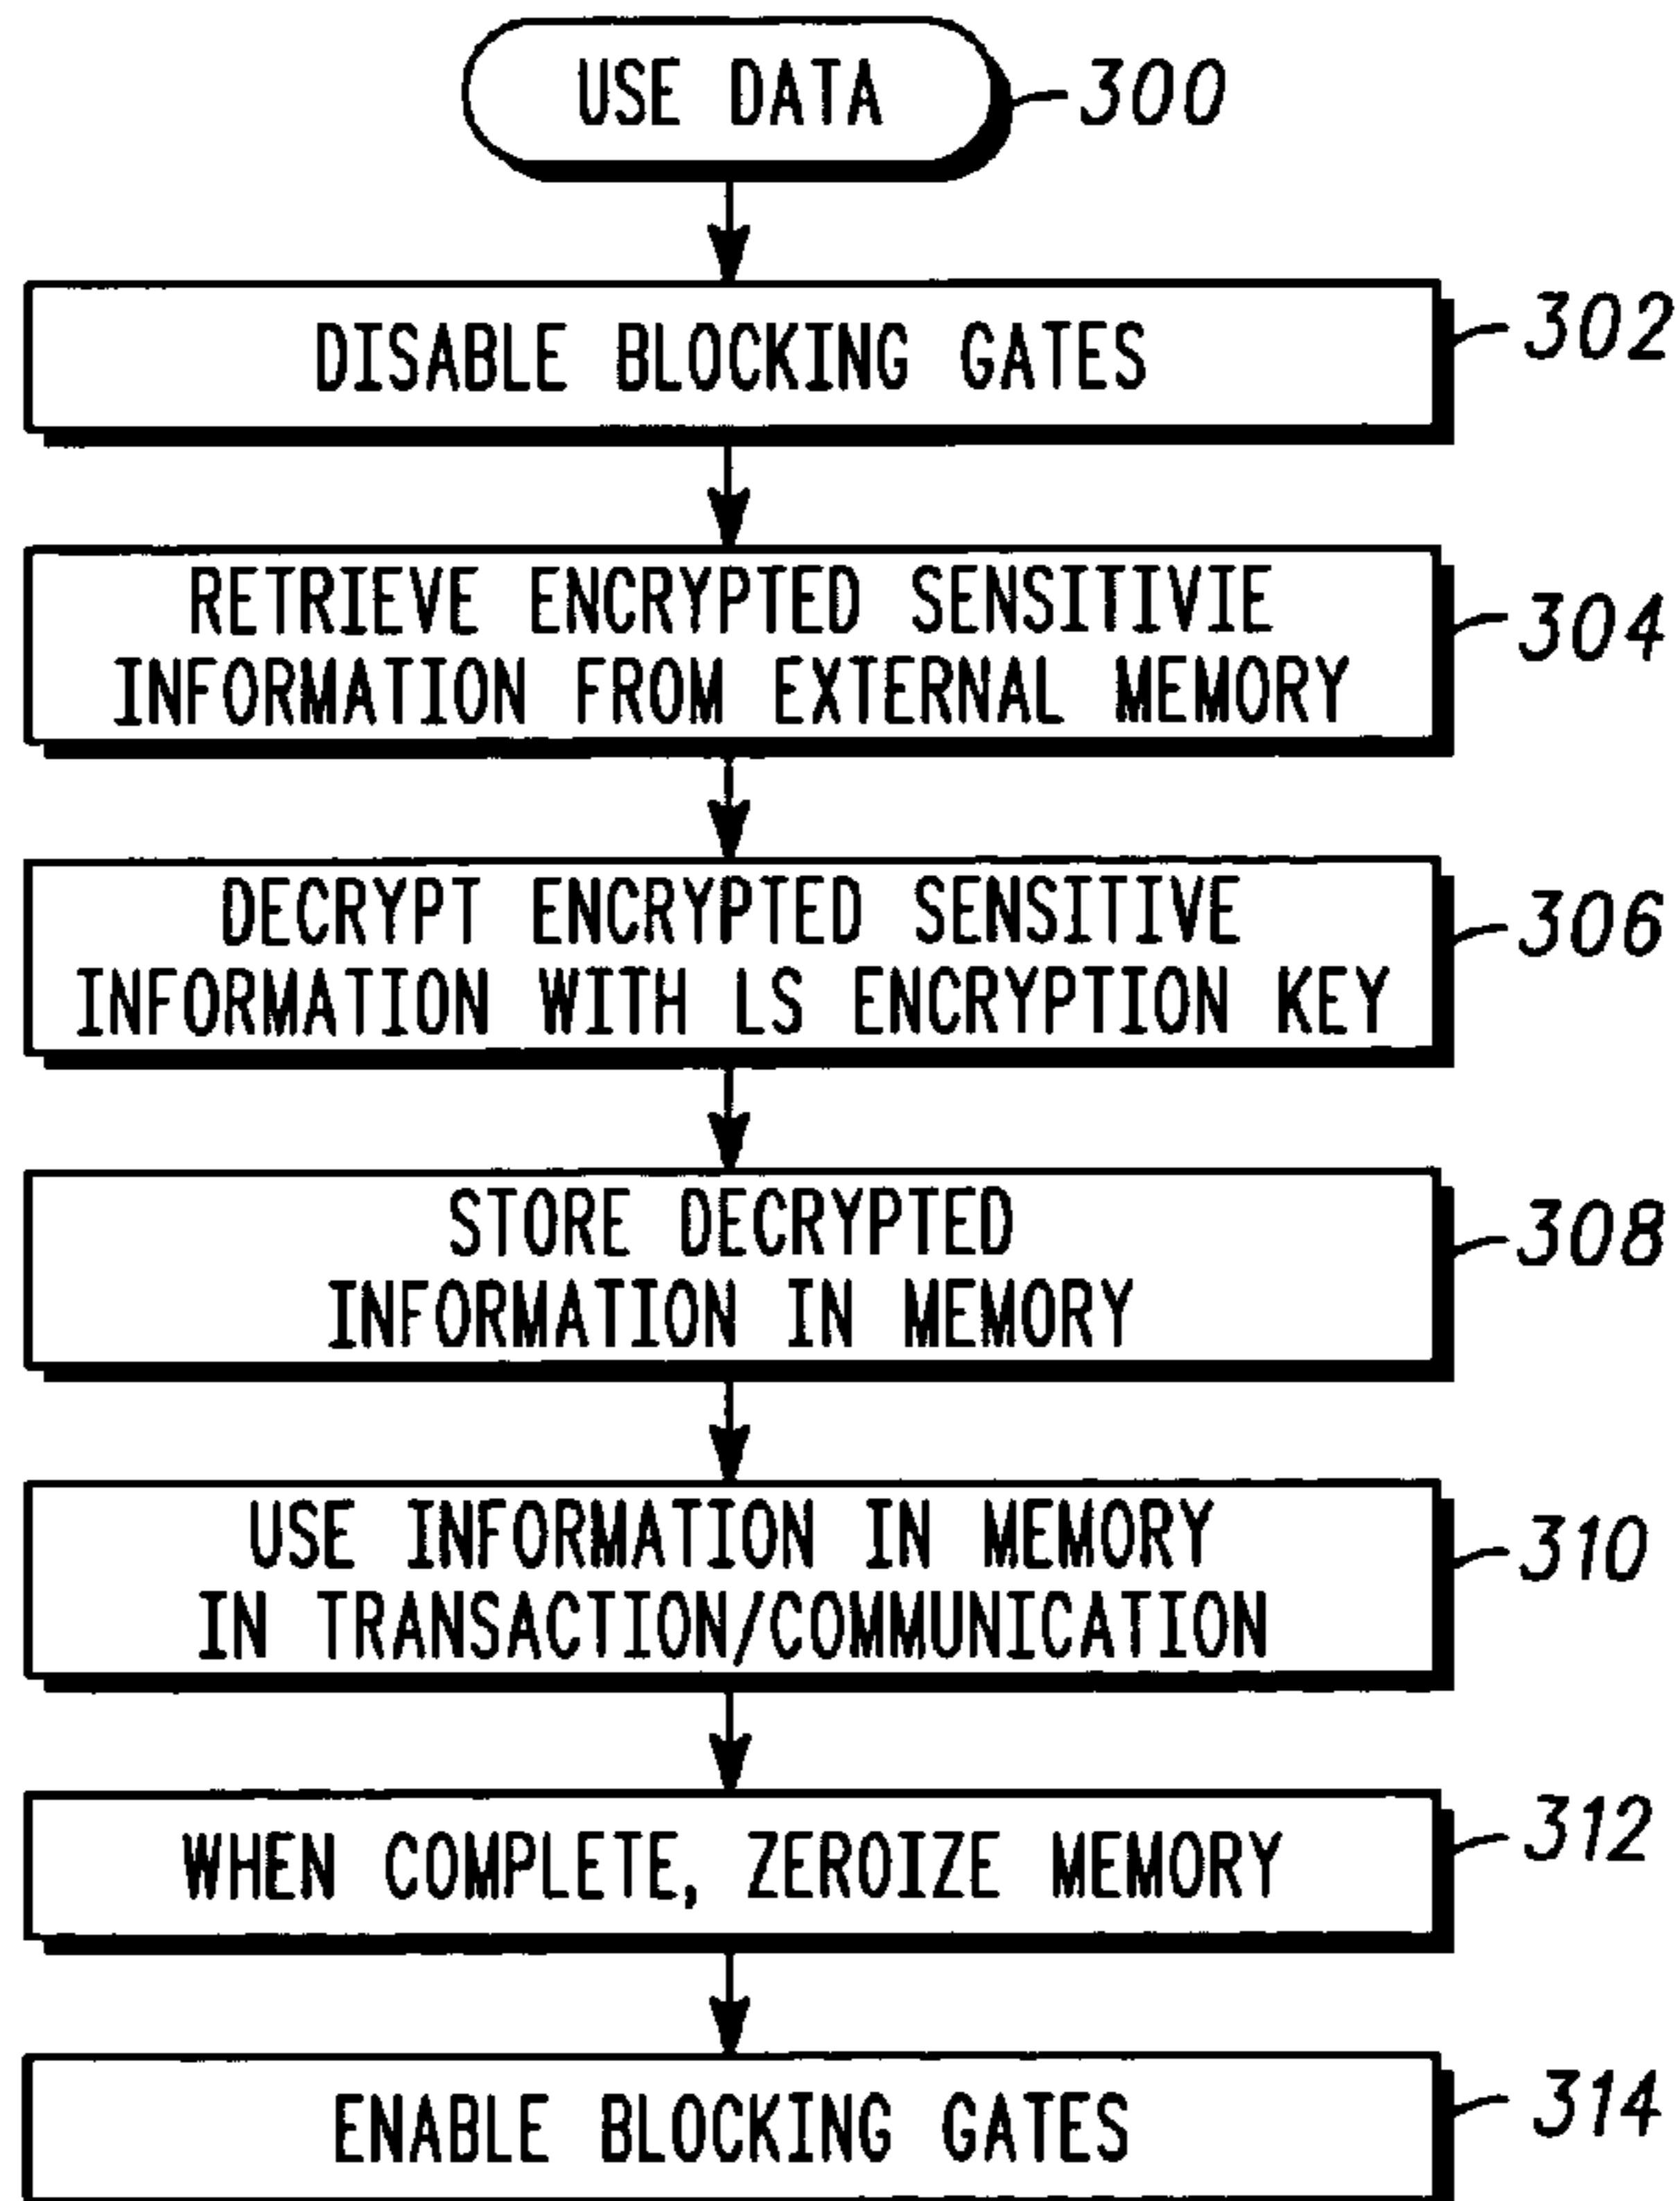 USE DATA
300
DISABLE BLOCKING GATES
302
RETRIEVE ENCRYPTED SENSITIVIE
INFORMATION FROM EXTERNAL MEMORY
304
DECRYPT ENCRYPTED SENSITIVE
INFORMATION WITH LS ENCRYPTION KEY
306
STORE DECRYPTED
INFORMATION IN MEMORY
308
USE INFORMATION IN MEMORY
IN TRANSACTION/COMMUNICATION
310
WHEN COMPLETE, ZEROIZE MEMORY
312
ENABLE BLOCKING GATES
314